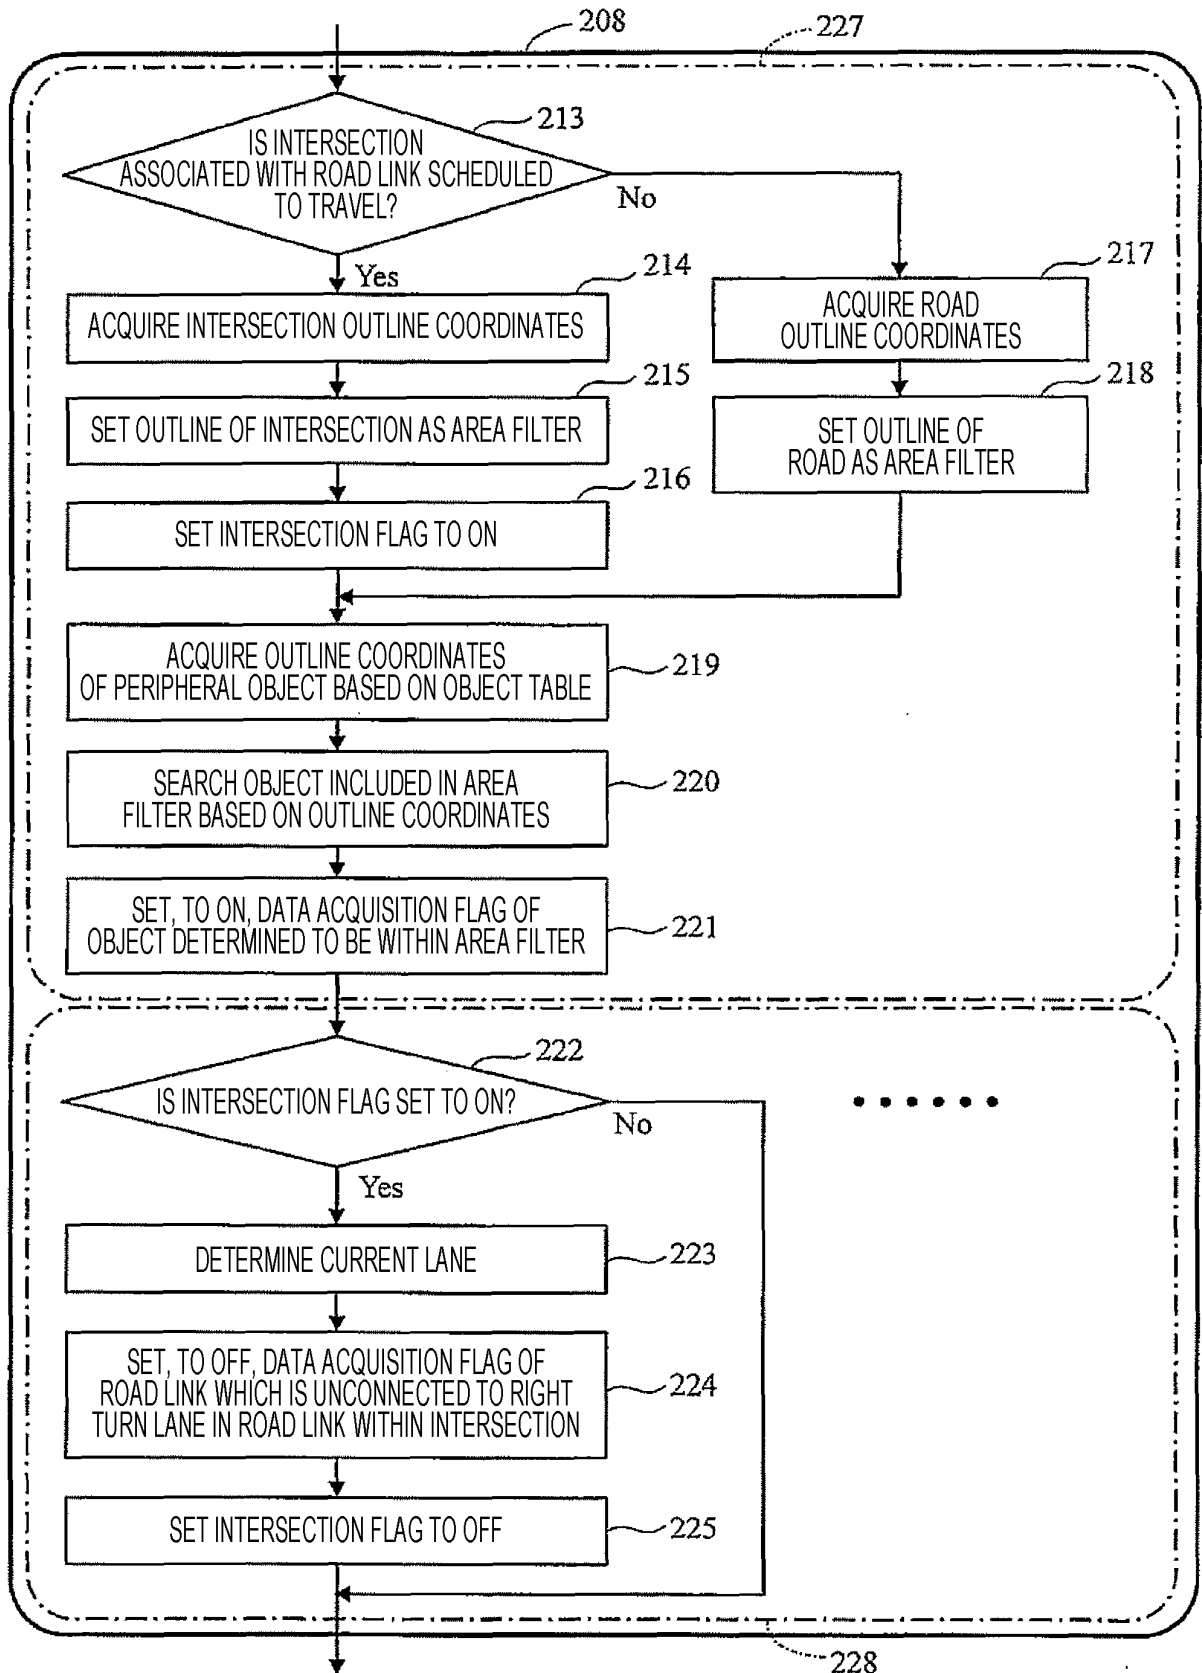 208
227
213
IS INTERSECTION
ASSOCIATED WITH ROAD LINK SCHEDULED
TO TRAVEL?
No
Yes
214
ACQUIRE INTERSECTION OUTLINE COORDINATES
217
ACQUIRE ROAD
OUTLINE COORDINATES
215
SET OUTLINE OF INTERSECTION AS AREA FILTER
218
SET OUTLINE OF
ROAD AS AREA FILTER
216
SET INTERSECTION FLAG TO ON
ACQUIRE OUTLINE COORDINATES
OF PERIPHERAL OBJECT BASED ON OBJECT TABLE
219
SEARCH OBJECT INCLUDED IN AREA
FILTER BASED ON OUTLINE COORDINATES
220
SET, TO ON, DATA ACQUISITION FLAG OF
OBJECT DETERMINED TO BE WITHIN AREA FILTER
221
222
IS INTERSECTION FLAG SET TO ON?
No
Yes
DETERMINE CURRENT LANE
223
SET, TO OFF, DATA ACQUISITION FLAG OF
ROAD LINK WHICH IS UNCONNECTED TO RIGHT
TURN LANE IN ROAD LINK WITHIN INTERSECTION
224
SET INTERSECTION FLAG TO OFF
225
228